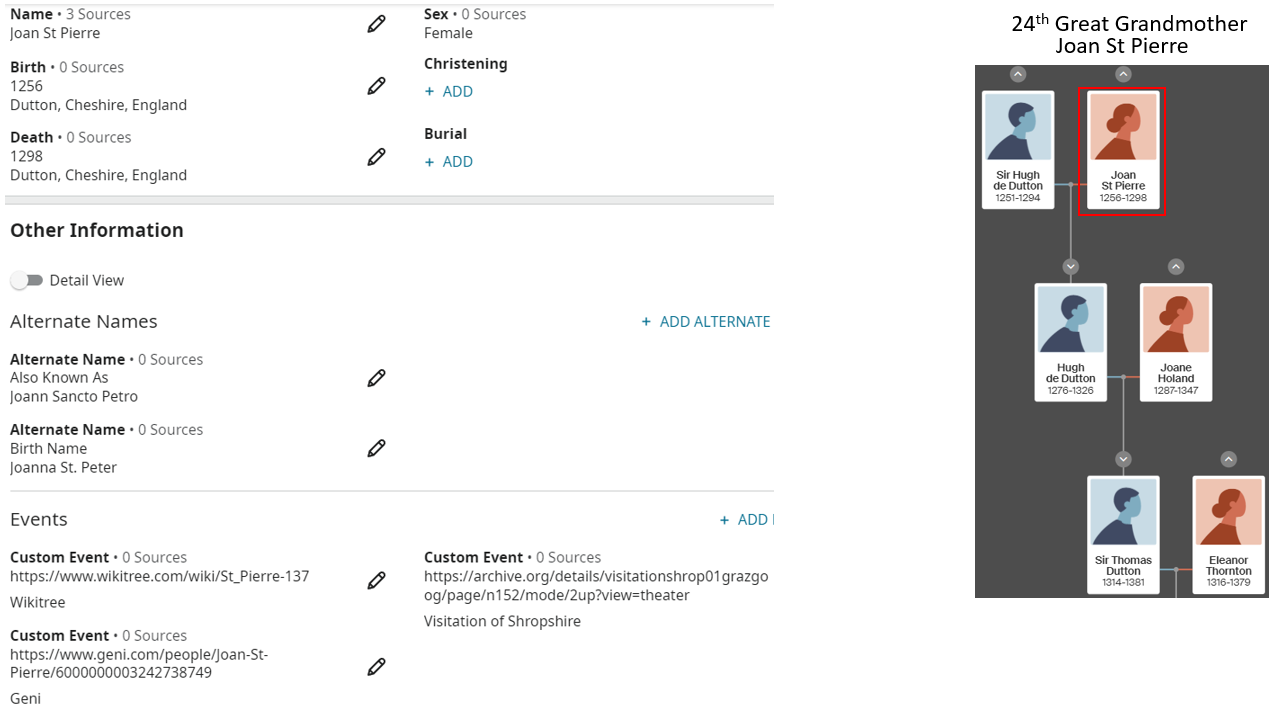 Name • 3 Sources
Joan St Pierre
Birth • 0 Sources
1256
Dutton, Cheshire, England
Death • 0 Sources
1298
Dutton, Cheshire, England
Sex • 0 Sources
Female
Christening
+ ADD
Burial
+ ADD
Other Information
Detail View
Alternate Names
+ ADD ALTERNATE
Alternate Name • 0 Sources
Also Known As
Joann Sancto Petro
Alternate Name • 0 Sources
Birth Name
Joanna St. Peter
Events
+ ADD
Custom Event • 0 Sources
https://www.wikitree.com/wiki/St_Pierre-137
Wikitree
Custom Event • 0 Sources
https://www.geni.com/people/Joan-St-
Pierre/6000000003242738749
Geni
Custom Event • 0 Sources
https://archive.org/details/visitationshrop01grazgo
og/page/n152/mode/2up?view=theater
Visitation of Shropshire
24th Great Grandmother
Joan St Pierre
Sir Hugh
de Dutton
1251-1294
Joan
St Pierre
1256-1298
Hugh
de Dutton
1276-1326
Joane
Holand
1287-1347
Sir Thomas
Dutton
1314-1381
Eleanor
Thornton
1316-1379